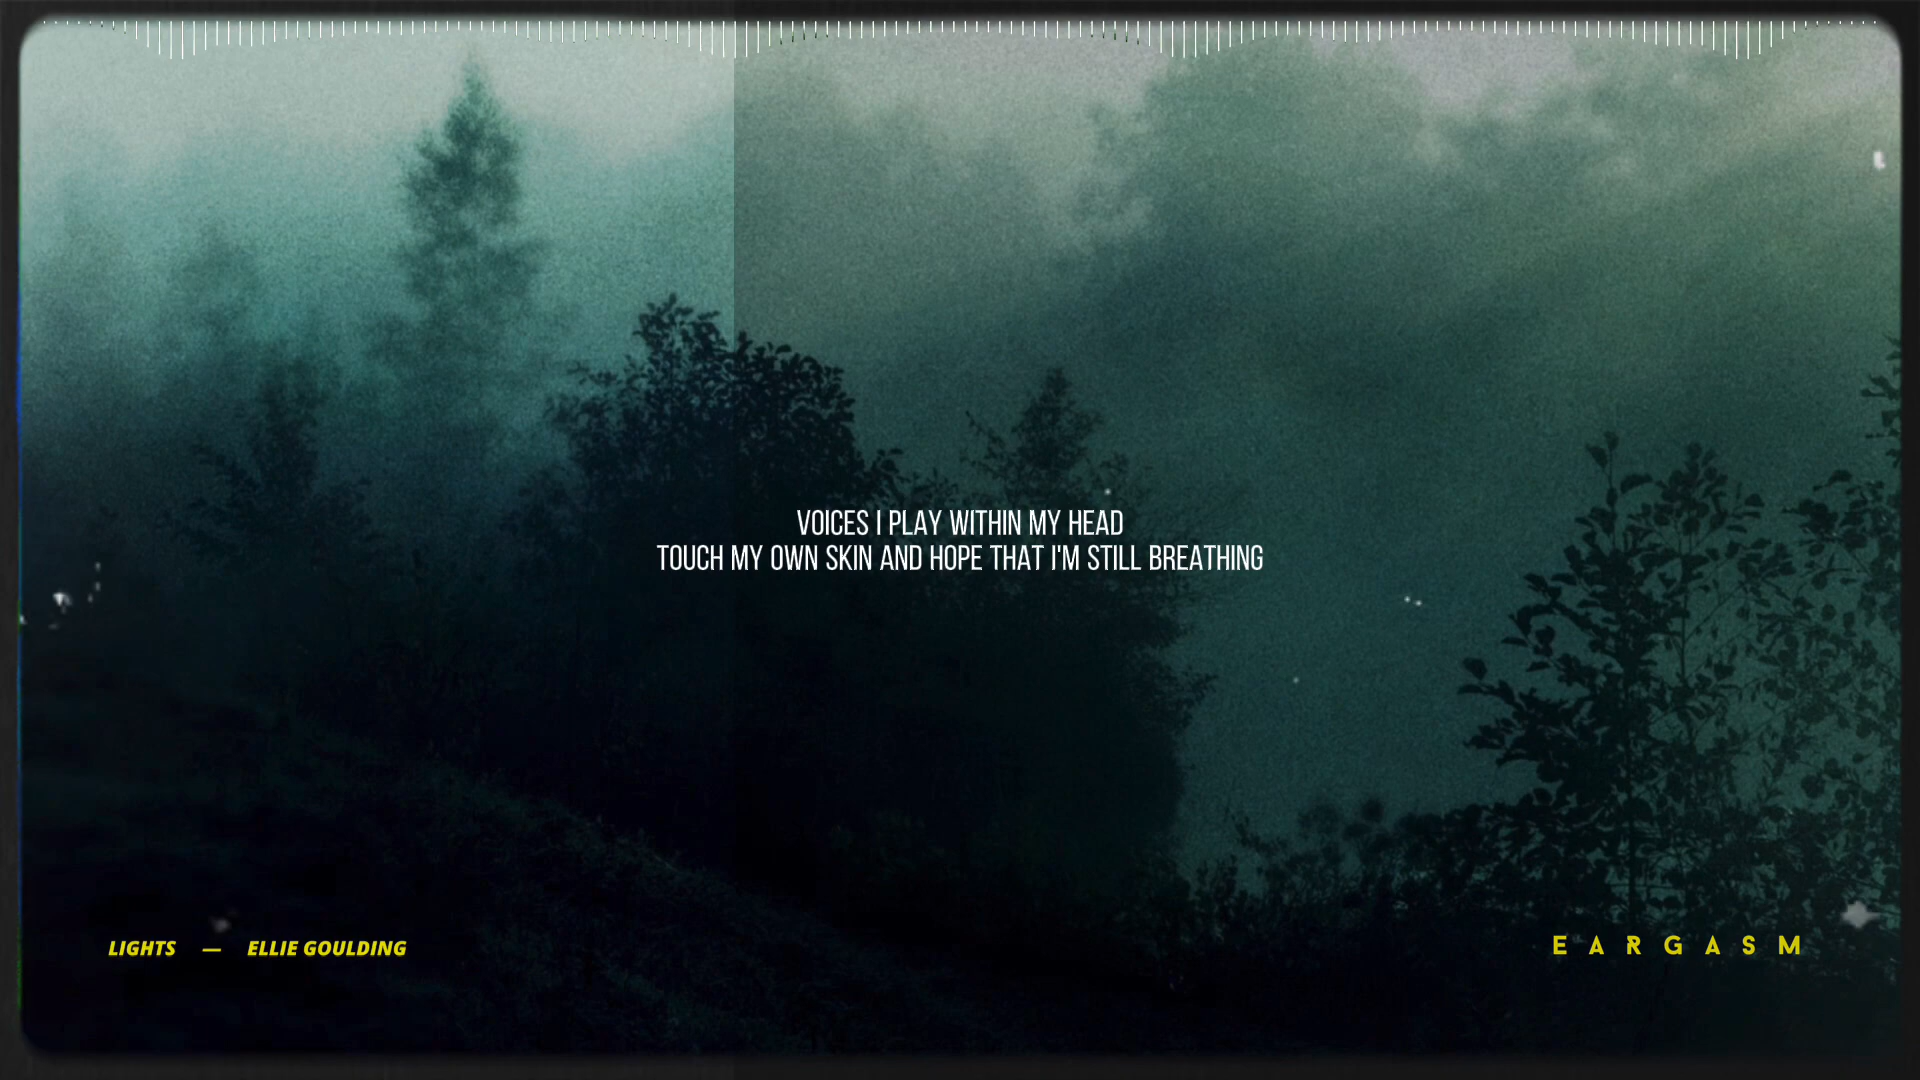 VOICES I PLAY WITHIN MY HEAD
TOUCH MY OWN SKIN AND HOPE THAT I'M STILL BREATHING
LIGHTS — ELLIE GOULDING
EARGASM